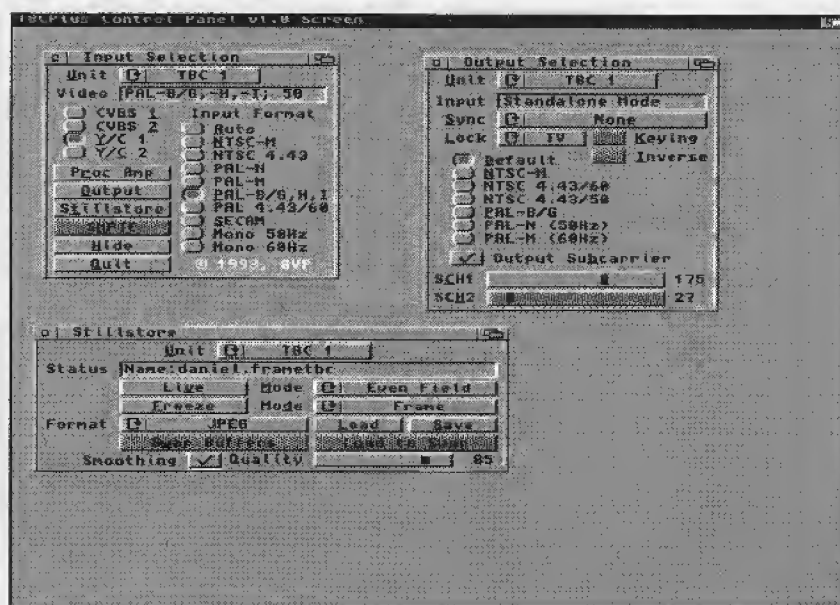 TBCPlus Control Panel v1.0 Screen
Input Selection
Unit TBC 1
Video PAL-B/G,-H,-I; 50
CVBS 1
CVBS 2
Y/C 1
Y/C 2
Input Format
Auto
NTSC-M
NTSC 4.43
PAL-N
PAL-M
PAL-B/G,H,I
PAL 4.43/60
SECAM
Mono 50Hz
Mono 60Hz
Proc Amp
Output
Stillstore
Hide
Quit
© 1993, GVP
Output Selection
Unit TBC 1
Input Standalone Mode
Sync None
Lock TV Keying
Inverse
Default
NTSC-M
NTSC 4.43/60
NTSC 4.43/50
PAL-B/G
PAL-N (50Hz)
PAL-M (60Hz)
Output Subcarrier
SCH1 175
SCH2 27
Stillstore
Unit TBC 1
Status Name:daniel.frametbc
Live Mode Even Field
Freeze Mode Frame
Format JPEG Load Save
Swap Buffers
Smoothing Quality 85